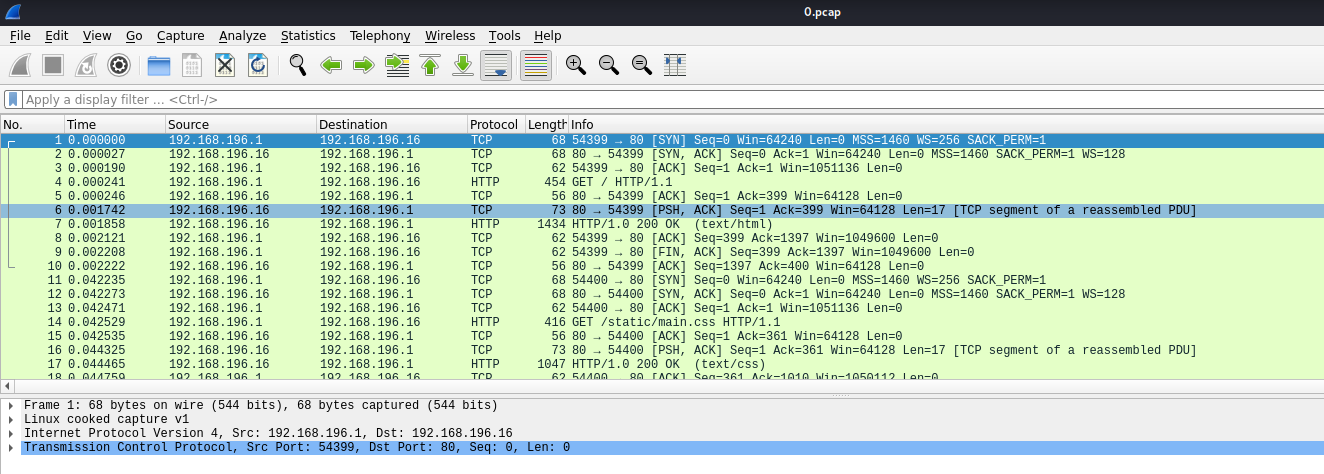 0.pcap
File Edit View Go Capture Analyze Statistics Telephony Wireless Tools Help
Apply a display filter … <Ctrl-/>
No. Time Source Destination Protocol Length Info
1 0.000000 192.168.196.1 192.168.196.16 TCP 68 54399 → 80 [SYN] Seq=0 Win=64240 Len=0 MSS=1460 WS=256 SACK_PERM=1
2 0.000027 192.168.196.16 192.168.196.1 TCP 68 80 → 54399 [SYN, ACK] Seq=0 Ack=1 Win=64240 Len=0 MSS=1460 SACK_PERM=1 WS=128
3 0.000190 192.168.196.1 192.168.196.16 TCP 62 54399 → 80 [ACK] Seq=1 Ack=1 Win=1051136 Len=0
4 0.000241 192.168.196.1 192.168.196.16 HTTP 454 GET / HTTP/1.1
5 0.000246 192.168.196.16 192.168.196.1 TCP 56 80 → 54399 [ACK] Seq=1 Ack=399 Win=64128 Len=0
6 0.001742 192.168.196.16 192.168.196.1 TCP 73 80 → 54399 [PSH, ACK] Seq=1 Ack=399 Win=64128 Len=17 [TCP segment of a reassembled PDU]
7 0.001858 192.168.196.16 192.168.196.1 HTTP 1434 HTTP/1.0 200 OK (text/html)
8 0.002121 192.168.196.1 192.168.196.16 TCP 62 54399 → 80 [ACK] Seq=399 Ack=1397 Win=1049600 Len=0
9 0.002208 192.168.196.1 192.168.196.16 TCP 62 54399 → 80 [FIN, ACK] Seq=399 Ack=1397 Win=1049600 Len=0
10 0.002222 192.168.196.16 192.168.196.1 TCP 56 80 → 54399 [ACK] Seq=1397 Ack=400 Win=64128 Len=0
11 0.042235 192.168.196.1 192.168.196.16 TCP 68 54400 → 80 [SYN] Seq=0 Win=64240 Len=0 MSS=1460 WS=256 SACK_PERM=1
12 0.042273 192.168.196.16 192.168.196.1 TCP 68 80 → 54400 [SYN, ACK] Seq=0 Ack=1 Win=64240 Len=0 MSS=1460 SACK_PERM=1 WS=128
13 0.042471 192.168.196.1 192.168.196.16 TCP 62 54400 → 80 [ACK] Seq=1 Ack=1 Win=1051136 Len=0
14 0.042529 192.168.196.1 192.168.196.16 HTTP 416 GET /static/main.css HTTP/1.1
15 0.042535 192.168.196.16 192.168.196.1 TCP 56 80 → 54400 [ACK] Seq=1 Ack=361 Win=64128 Len=0
16 0.044325 192.168.196.16 192.168.196.1 TCP 73 80 → 54400 [PSH, ACK] Seq=1 Ack=361 Win=64128 Len=17 [TCP segment of a reassembled PDU]
17 0.044465 192.168.196.16 192.168.196.1 HTTP 1047 HTTP/1.0 200 OK (text/css)
18 0.044759 192.168.196.1 192.168.196.16 TCP 62 54400 → 80 [ACK] Seq=361 Ack=1010 Win=1050112 Len=0
Frame 1: 68 bytes on wire (544 bits), 68 bytes captured (544 bits)
Linux cooked capture v1
Internet Protocol Version 4, Src: 192.168.196.1, Dst: 192.168.196.16
Transmission Control Protocol, Src Port: 54399, Dst Port: 80, Seq: 0, Len: 0